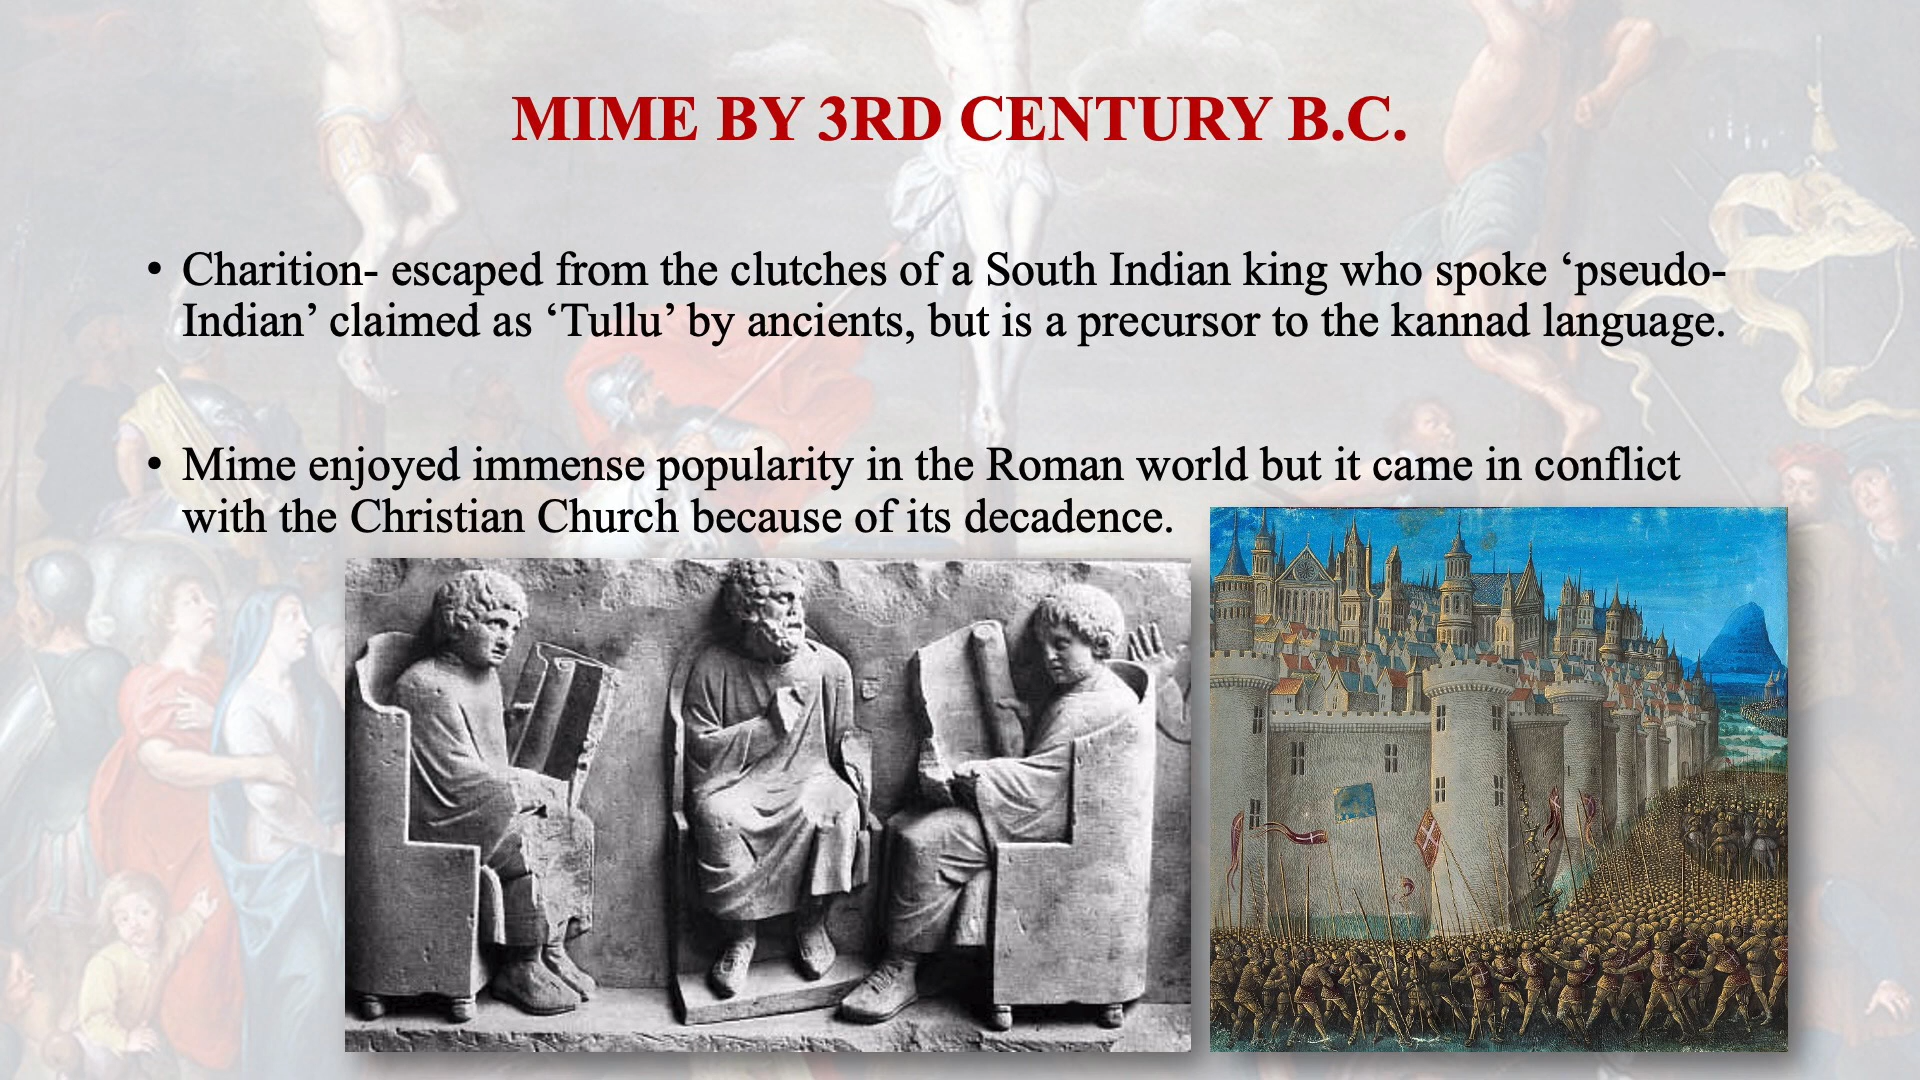 MIME BY 3RD CENTURY B.C.
• Charition- escaped from the clutches of a South Indian king who spoke ‘pseudo-
Indian’ claimed as ‘Tullu’ by ancients, but is a precursor to the kannad language.
• Mime enjoyed immense popularity in the Roman world but it came in conflict
with the Christian Church because of its decadence.